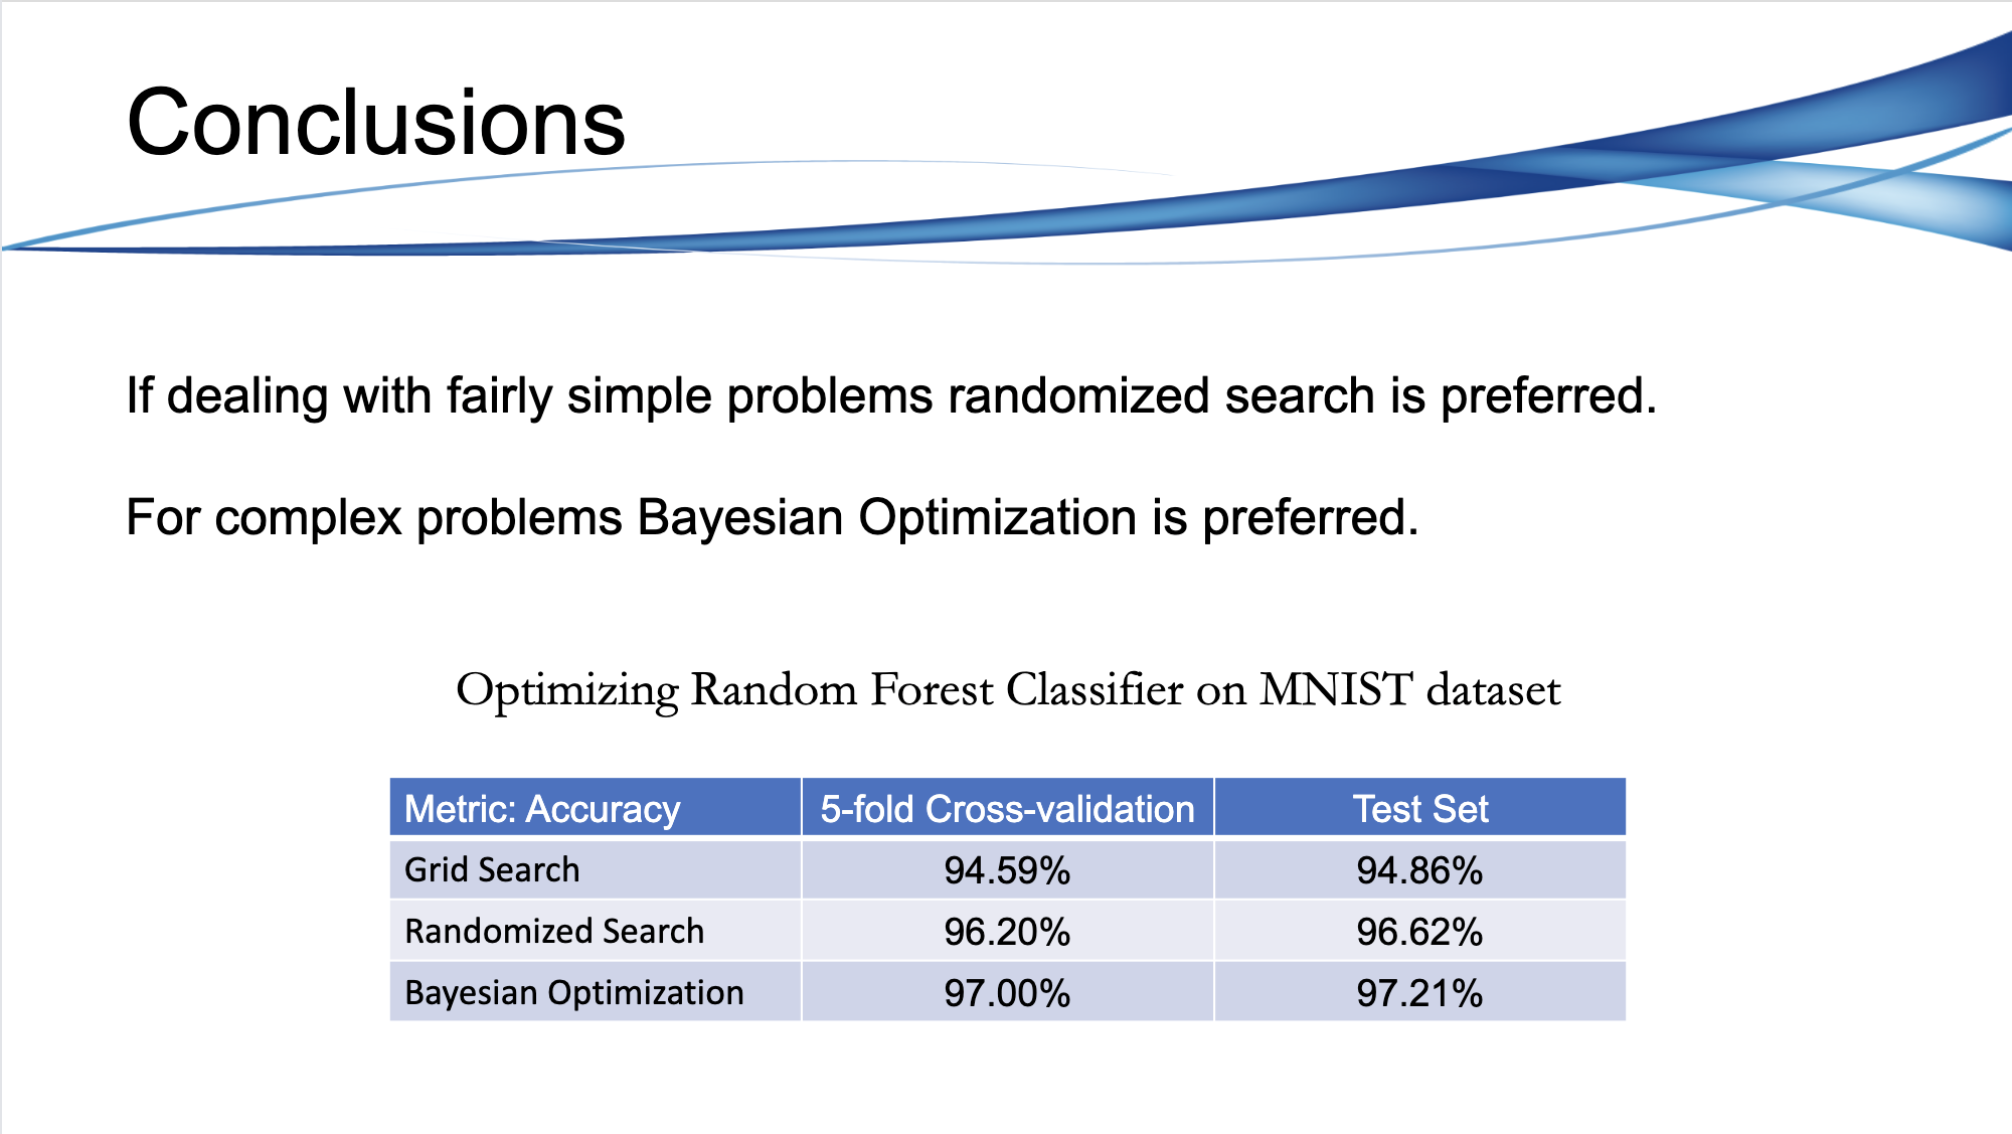 Conclusions
If dealing with fairly simple problems randomized search is preferred.
For complex problems Bayesian Optimization is preferred.
Optimizing Random Forest Classifier on MNIST dataset
Metric: Accuracy 5-fold Cross-validation Test Set
Grid Search 94.59% 94.86%
Randomized Search 96.20% 96.62%
Bayesian Optimization 97.00% 97.21%